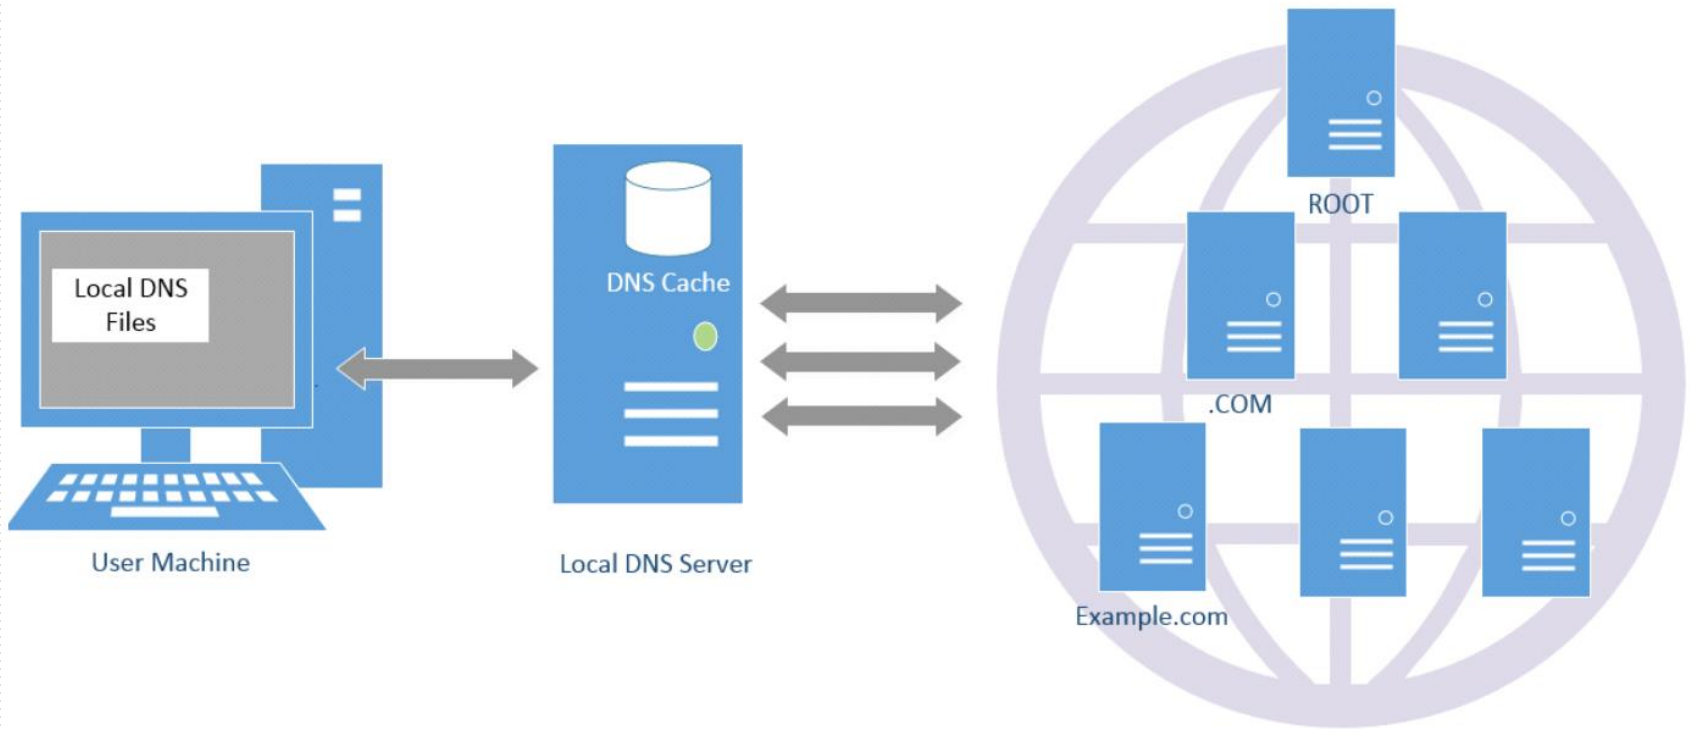 Local DNS
Files
User Machine
DNS Cache
Local DNS Server
ROOT
.COM
Example.com